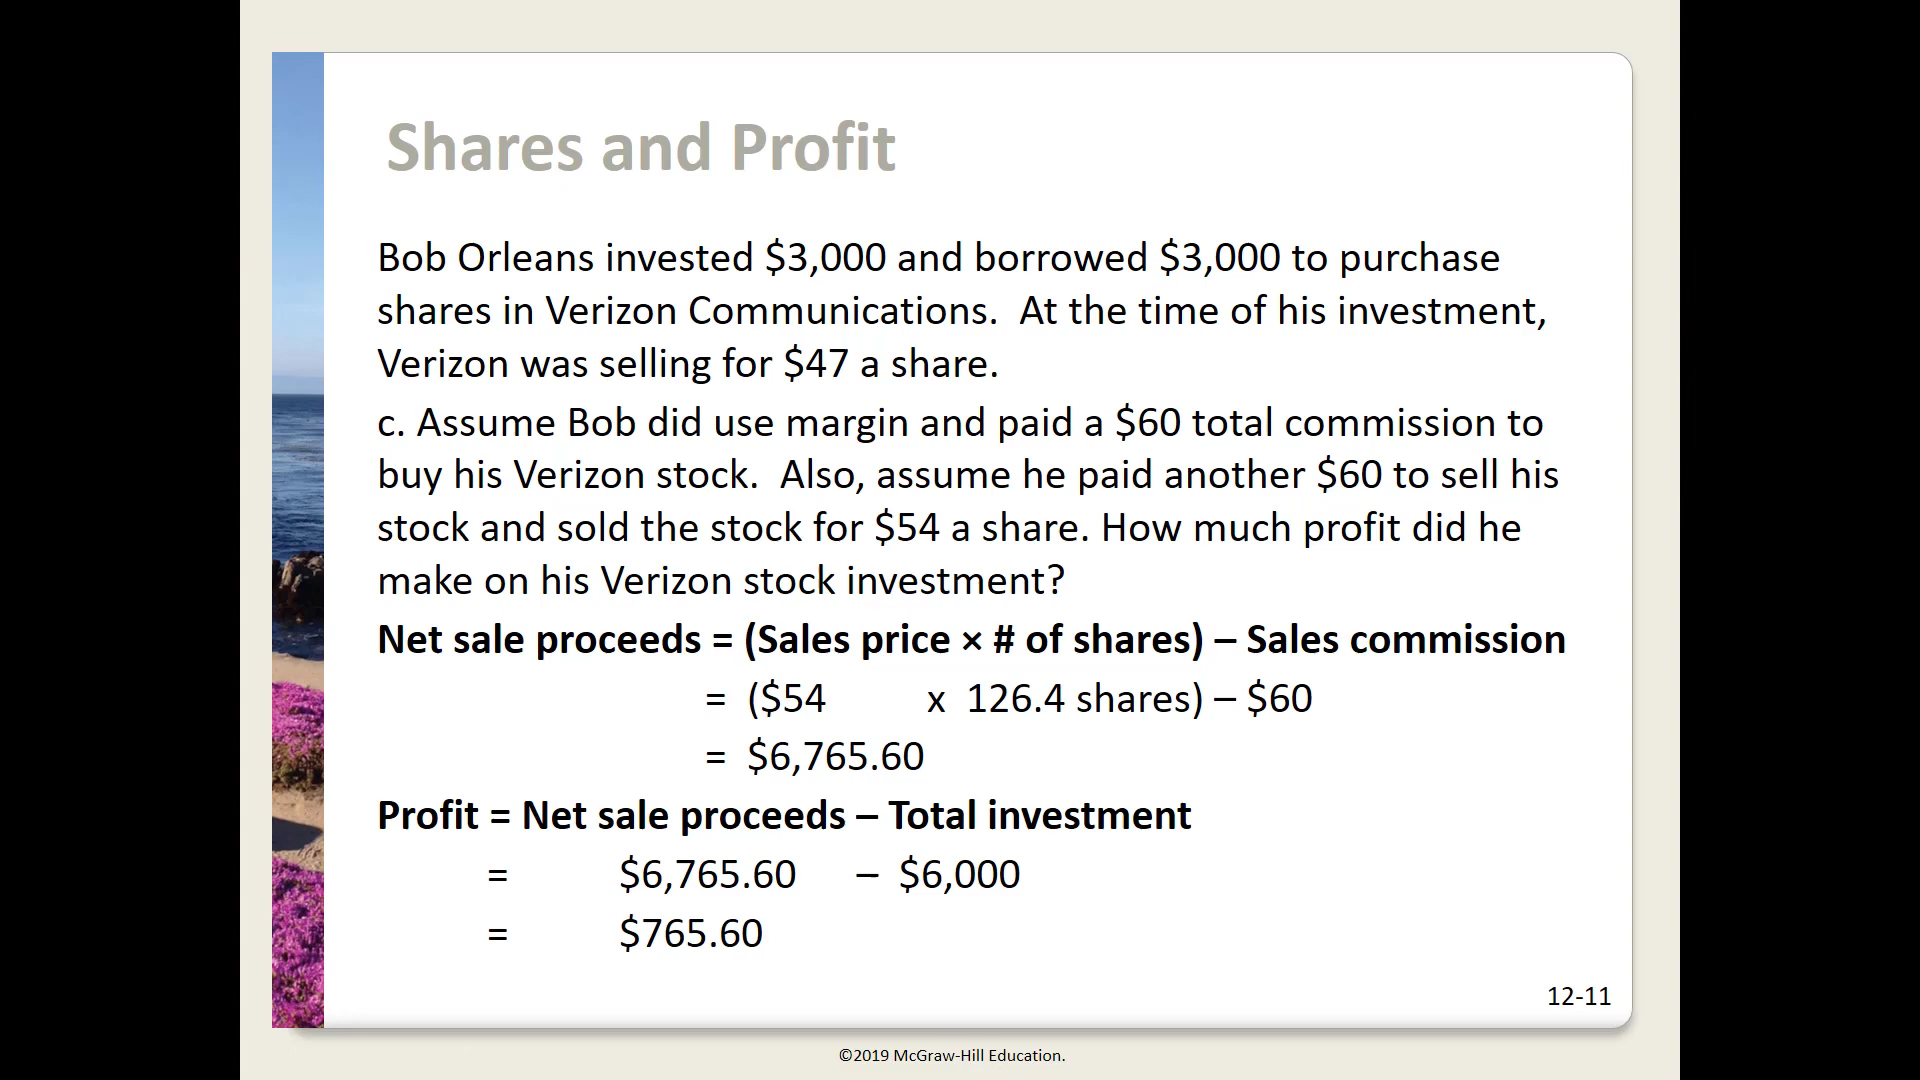 Shares and Profit
Bob Orleans invested $3,000 and borrowed $3,000 to purchase
shares in Verizon Communications.  At the time of his investment,
Verizon was selling for $47 a share.
c. Assume Bob did use margin and paid a $60 total commission to
buy his Verizon stock.  Also, assume he paid another $60 to sell his
stock and sold the stock for $54 a share. How much profit did he
make on his Verizon stock investment?
Net sale proceeds = (Sales price × # of shares) – Sales commission
= ($54 x 126.4 shares) – $60
= $6,765.60
Profit = Net sale proceeds – Total investment
= $6,765.60 – $6,000
= $765.60
12-11
©2019 McGraw-Hill Education.